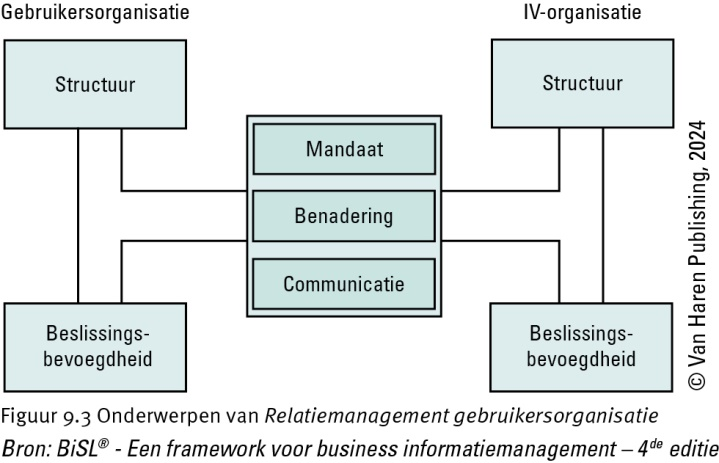 Gebruikersorganisatie
IV-organisatie
Structuur
Structuur
Mandaat
Benadering
Communicatie
Beslissings-
bevoegdheid
Beslissings-
bevoegdheid
© Van Haren Publishing, 2024
Figuur 9.3 Onderwerpen van Relatiemanagement gebruikersorganisatie
Bron: BiSL® - Een framework voor business informatiemanagement – 4de editie